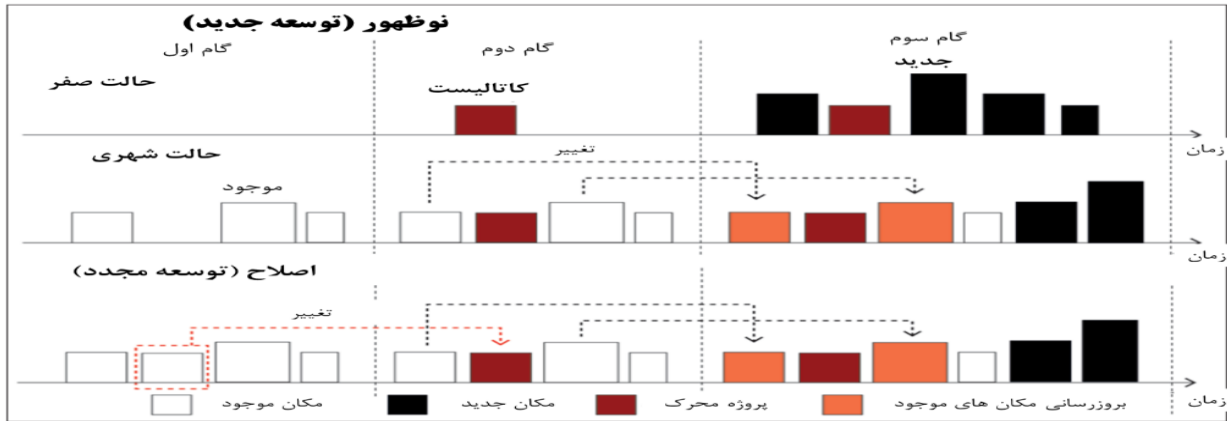 نوظهور (توسعه جدید)
گام اول
گام دوم
گام سوم
حالت صفر
کاتالیست
جدید
زمان
حالت شهری
تغییر
موجود
زمان
اصلاح (توسعه مجدد)
تغییر
مکان موجود
مکان جدید
پروژه محرک
بروزرسانی مکان های موجود
زمان